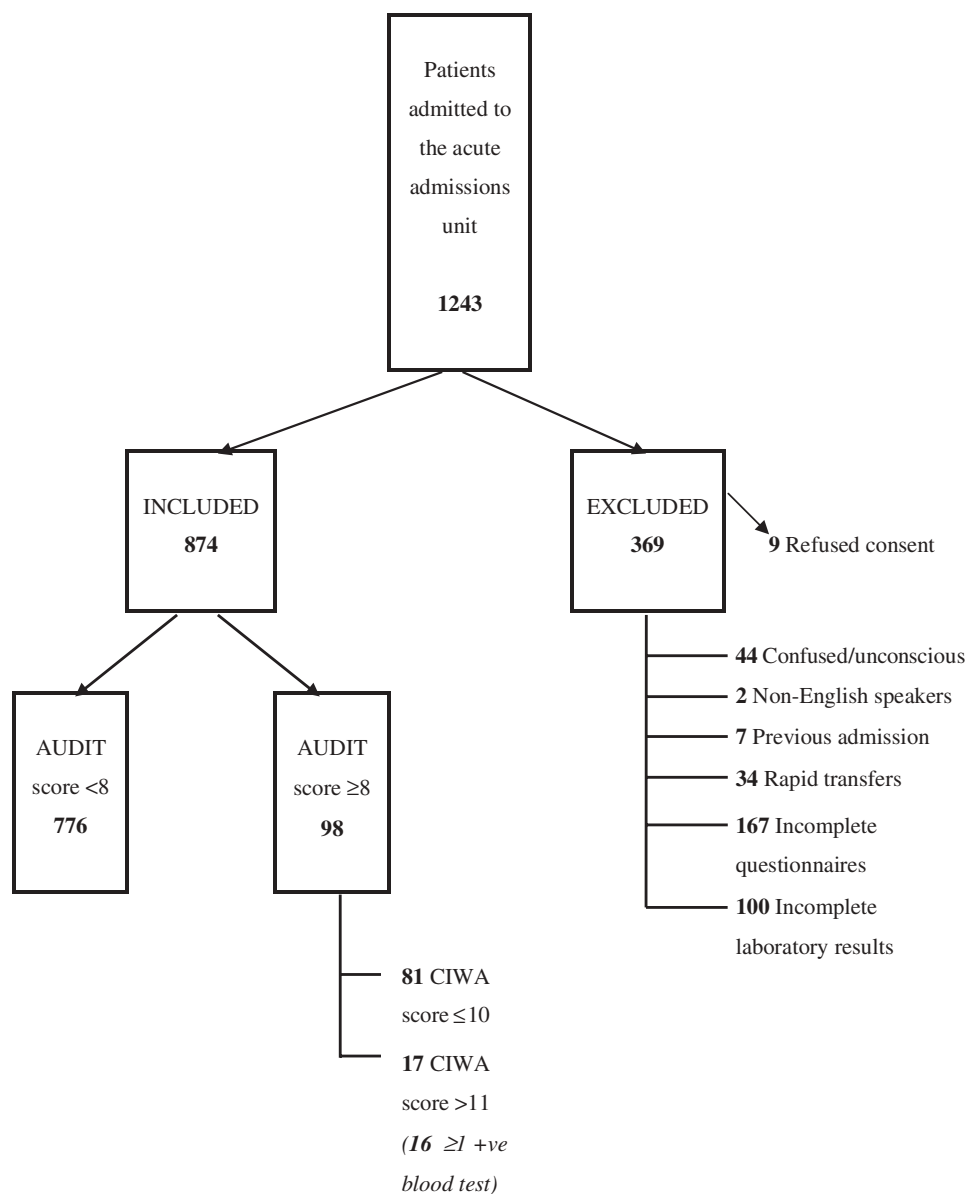 Patients
admitted to
the acute
admissions
unit
1243
INCLUDED
874
EXCLUDED
369
9 Refused consent
44 Confused/unconscious
2 Non-English speakers
7 Previous admission
34 Rapid transfers
167 Incomplete
questionnaires
100 Incomplete
laboratory results
AUDIT
score <8
776
AUDIT
score ≥8
98
81 CIWA
score ≤10
17 CIWA
score >11
(16 ≥1 +ve
blood test)